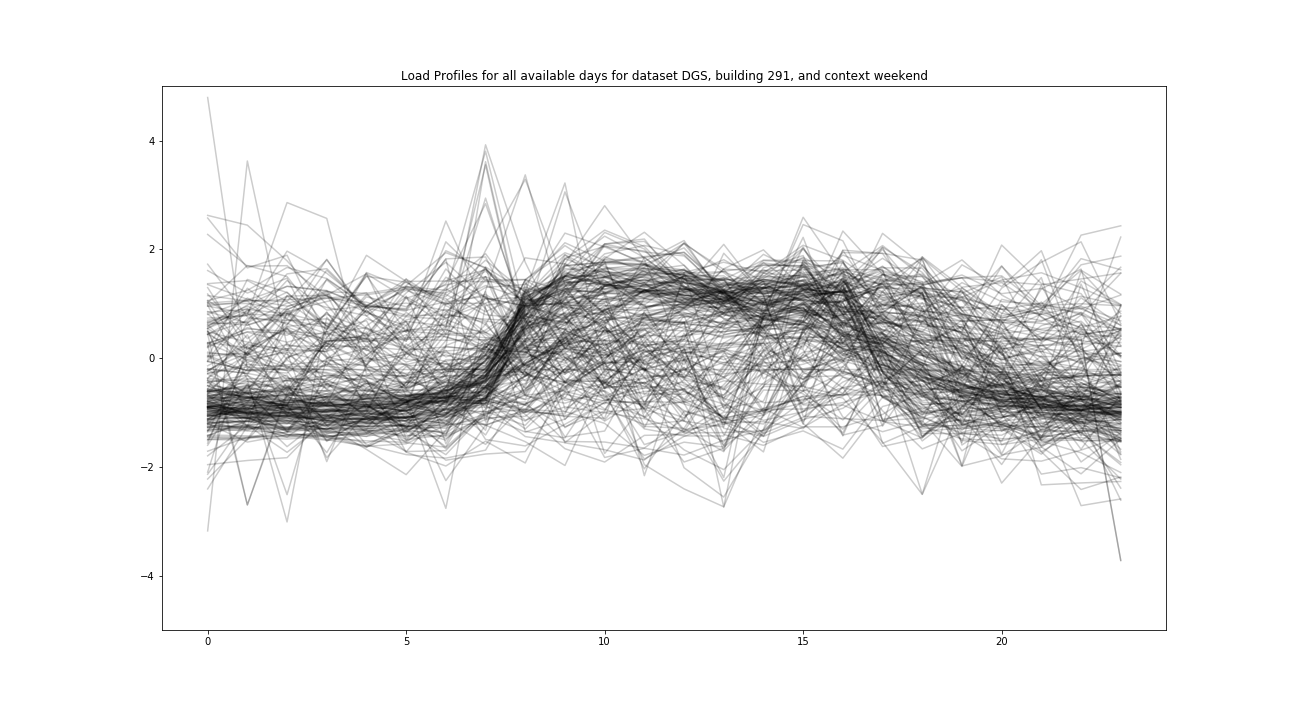 Load Profiles for all available days for dataset DGS, building 291, and context weekend
4
2
0
−2
−4
0 5 10 15 20